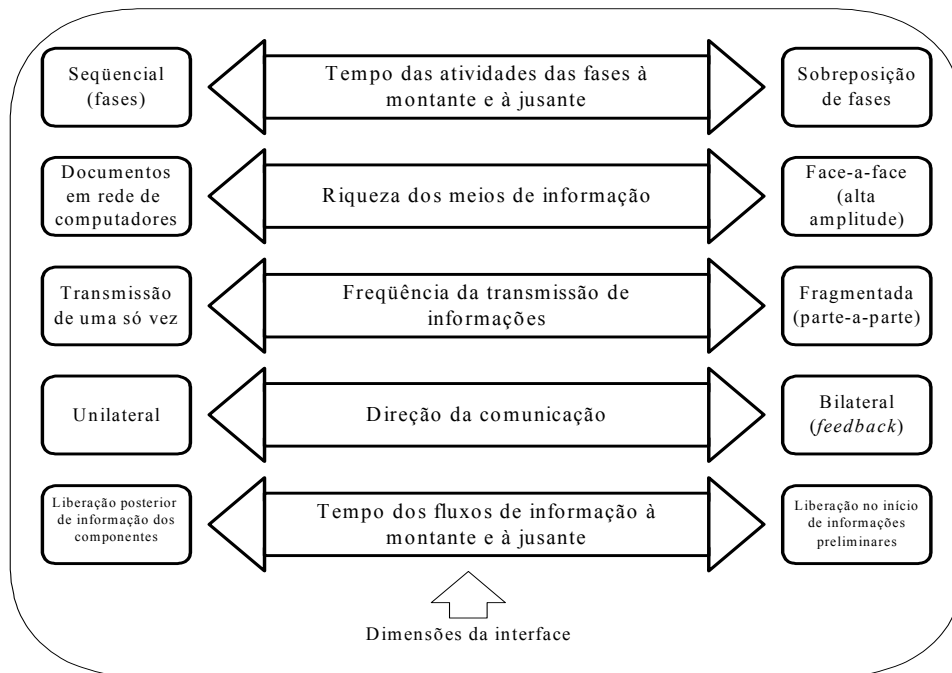 Seqüencial
(fases)
Tempo das atividades das fases à
montante e à jusante
Sobreposição
de fases
Documentos
em rede de
computadores
Riqueza dos meios de informação
Face-a-face
(alta
amplitude)
Transmissão
de uma só vez
Freqüência da transmissão de
informações
Fragmentada
(parte-a-parte)
Unilateral
Direção da comunicação
Bilateral
(feedback)
Liberação posterior
de informação dos
componentes
Tempo dos fluxos de informação à
montante e à jusante
Liberação no início
de informações
preliminares
Dimensões da interface